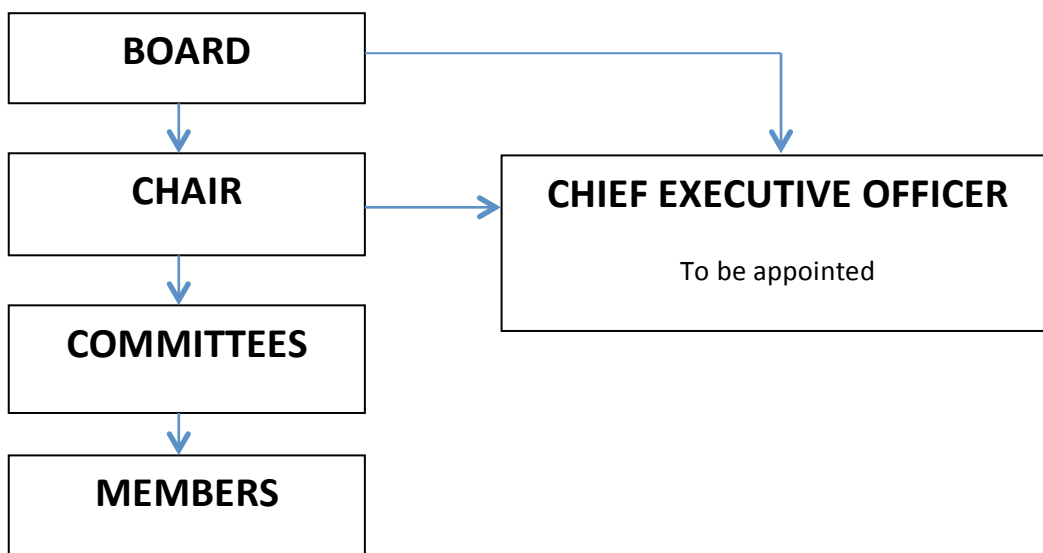 BOARD
CHAIR
CHIEF EXECUTIVE OFFICER
To be appointed
COMMITTEES
MEMBERS